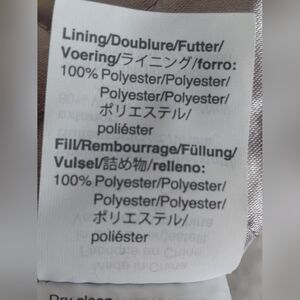 Lining/Doublure/Futter/
Voering/ライニング/forro:
100% Polyester/Polyester/
Polyester/Polyester/
ポリエステル/
poliéster
Fill/Rembourrage/Füllung/
Vulsel/詰め物/relleno:
100% Polyester/Polyester/
Polyester/Polyester/
ポリエステル/
poliéster
Dry clean